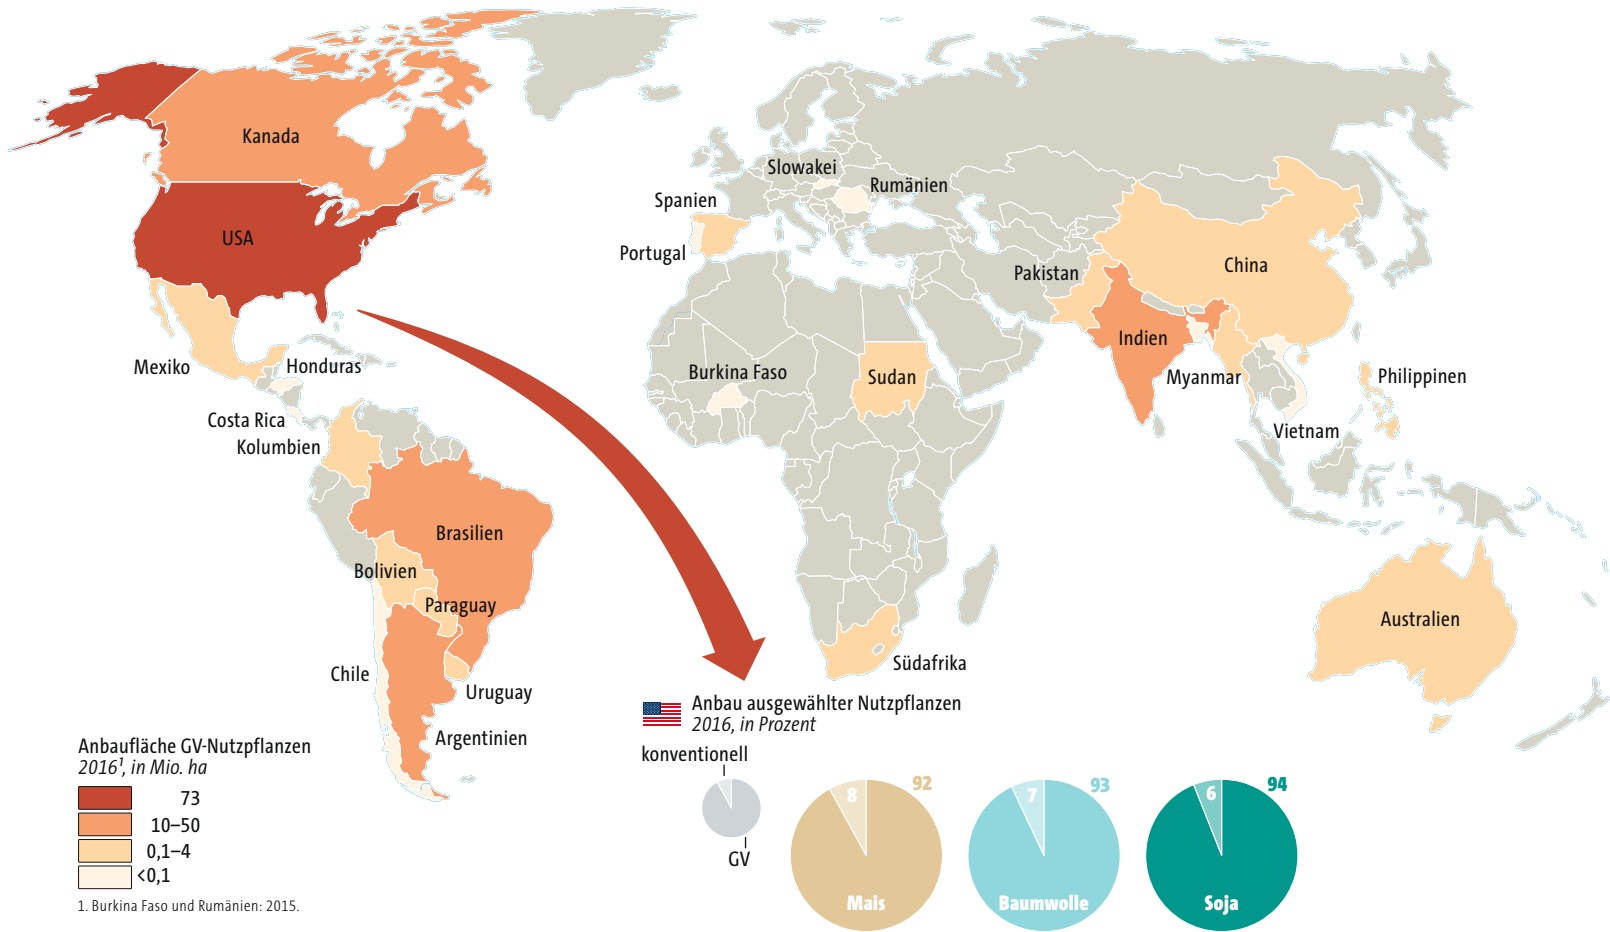 Kanada
USA
Mexiko
Honduras
Costa Rica
Kolumbien
Brasilien
Bolivien
Paraguay
Chile
Uruguay
Argentinien
Slowakei
Rumänien
Spanien
Portugal
Pakistan
China
Indien
Burkina Faso
Sudan
Myanmar
Philippinen
Vietnam
Südafrika
Australien
Anbaufläche GV-Nutzpflanzen
2016¹, in Mio. ha
73
10–50
0,1–4
<0,1
1. Burkina Faso und Rumänien: 2015.
Anbau ausgewählter Nutzpflanzen
2016, in Prozent
konventionell
GV
8
92
Mais
7
93
Baumwolle
6
94
Soja